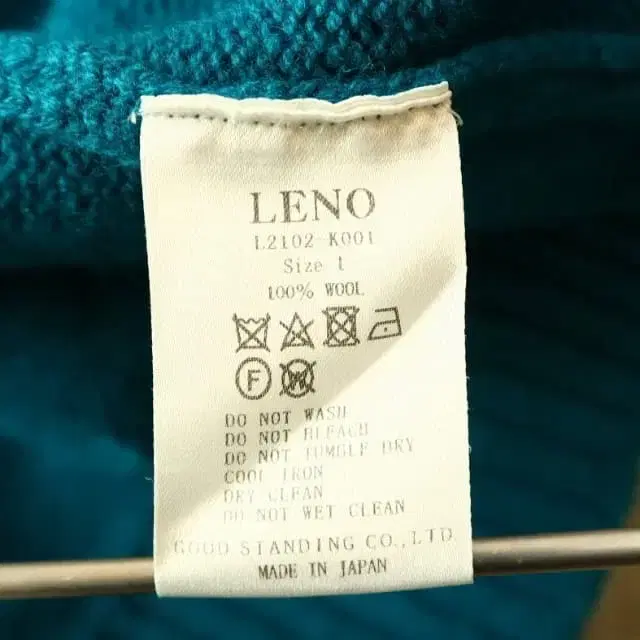 LENO
L2102-K001
Size 1
100% WOOL
F W
DO NOT WASH
DO NOT BLEACH
DO NOT TUMBLE DRY
COOL IRON
DRY CLEAN
DO NOT WET CLEAN
GOOD STANDING CO.,LTD.
MADE IN JAPAN